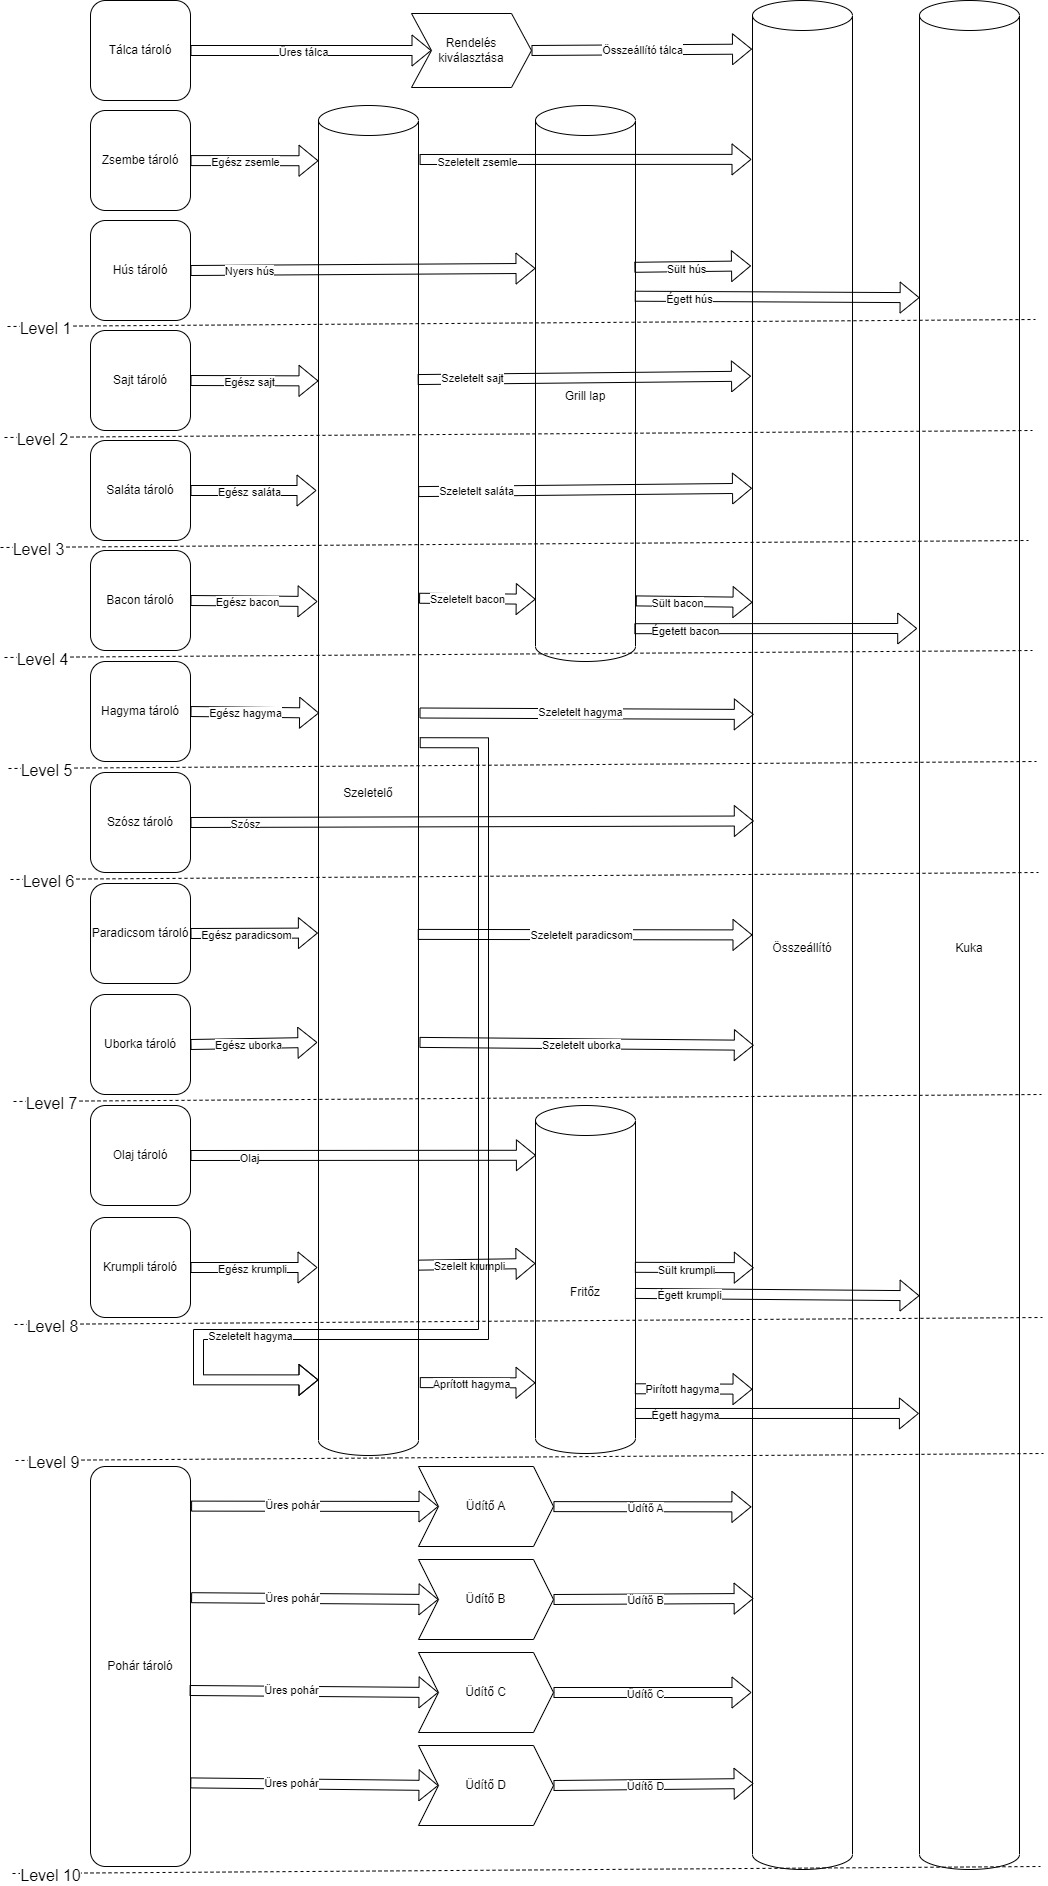 Tálca tároló
Üres tálca
Rendelés
kiválasztása
Összeállító tálca
Zsembe tároló
Egész zsemle
Szeletelt zsemle
Hús tároló
Nyers hús
Sült hús
Égett hús
Level 1
Sajt tároló
Egész sajt
Szeletelt sajt
Grill lap
Level 2
Saláta tároló
Egész saláta
Szeletelt saláta
Level 3
Bacon tároló
Egész bacon
Szeletelt bacon
Sült bacon
Égetett bacon
Level 4
Hagyma tároló
Egész hagyma
Szeletelt hagyma
Level 5
Szeletelő
Szósz tároló
Szósz
Level 6
Paradicsom tároló
Egész paradicsom
Szeletelt paradicsom
Összeállító
Kuka
Uborka tároló
Egész uborka
Szeletelt uborka
Level 7
Olaj tároló
Olaj
Krumpli tároló
Egész krumpli
Szelelt krumpli
Fritőz
Sült krumpli
Égett krumpli
Level 8
Szeletelt hagyma
Aprított hagyma
Pirított hagyma
Égett hagyma
Level 9
Üres pohár
Üdítő A
Üdítő A
Üres pohár
Üdítő B
Üdítő B
Pohár tároló
Üres pohár
Üdítő C
Üdítő C
Üres pohár
Üdítő D
Üdítő D
Level 10